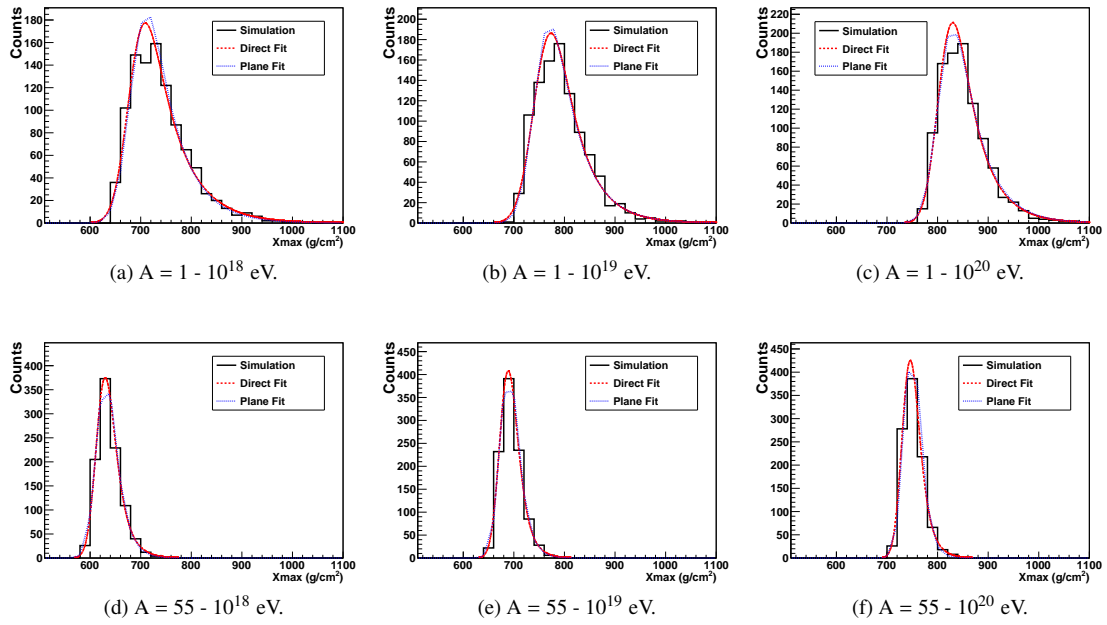 Counts
180
160
140
120
100
80
60
40
20
0
600 700 800 900 1000 1100
Xmax (g/cm²)
Simulation
Direct Fit
Plane Fit
(a) A = 1 - 10¹⁸ eV.
Counts
200
180
160
140
120
100
80
60
40
20
0
600 700 800 900 1000 1100
Xmax (g/cm²)
Simulation
Direct Fit
Plane Fit
(b) A = 1 - 10¹⁹ eV.
Counts
220
200
180
160
140
120
100
80
60
40
20
0
600 700 800 900 1000 1100
Xmax (g/cm²)
Simulation
Direct Fit
Plane Fit
(c) A = 1 - 10²⁰ eV.
Counts
400
350
300
250
200
150
100
50
0
600 700 800 900 1000 1100
Xmax (g/cm²)
Simulation
Direct Fit
Plane Fit
(d) A = 55 - 10¹⁸ eV.
Counts
450
400
350
300
250
200
150
100
50
0
600 700 800 900 1000 1100
Xmax (g/cm²)
Simulation
Direct Fit
Plane Fit
(e) A = 55 - 10¹⁹ eV.
Counts
450
400
350
300
250
200
150
100
50
0
600 700 800 900 1000 1100
Xmax (g/cm²)
Simulation
Direct Fit
Plane Fit
(f) A = 55 - 10²⁰ eV.